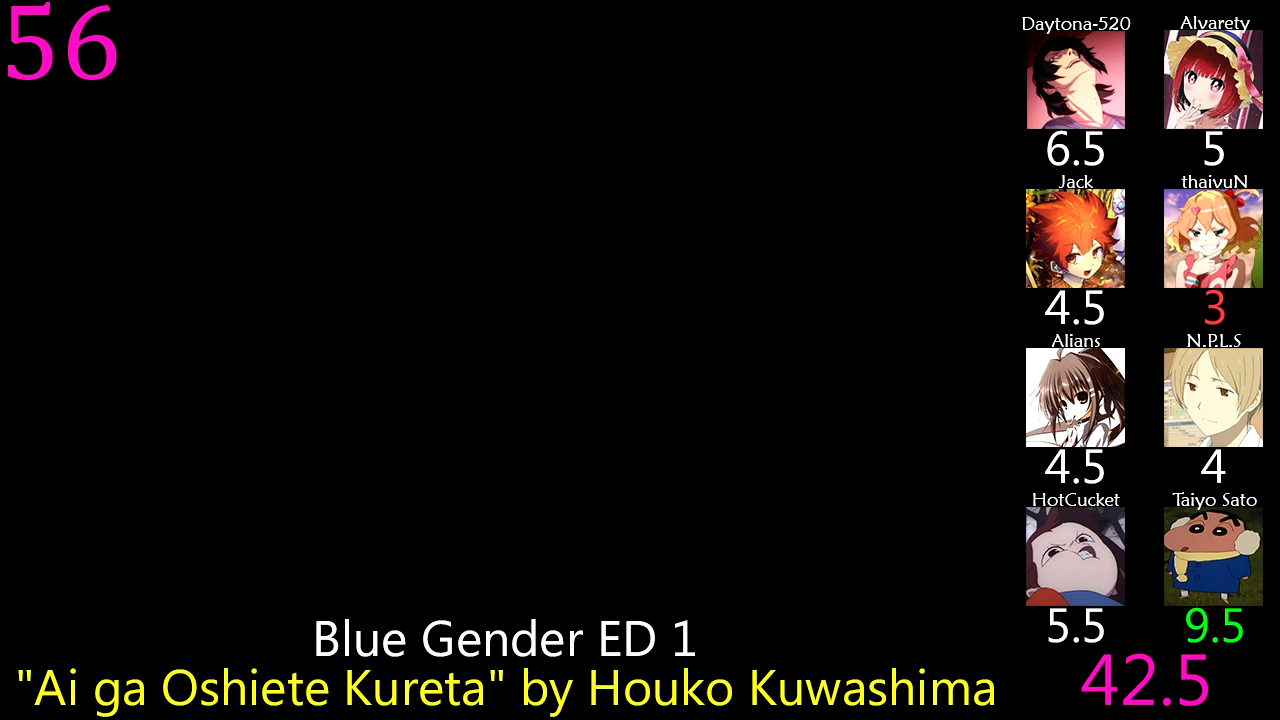 56
Daytona-520
Alvarety
6.5
5
Jack
thaivuN
4.5
3
Alians
N.P.L.S
4.5
4
HotCucket
Taiyo Sato
5.5
9.5
Blue Gender ED 1
"Ai ga Oshiete Kureta" by Houko Kuwashima
42.5